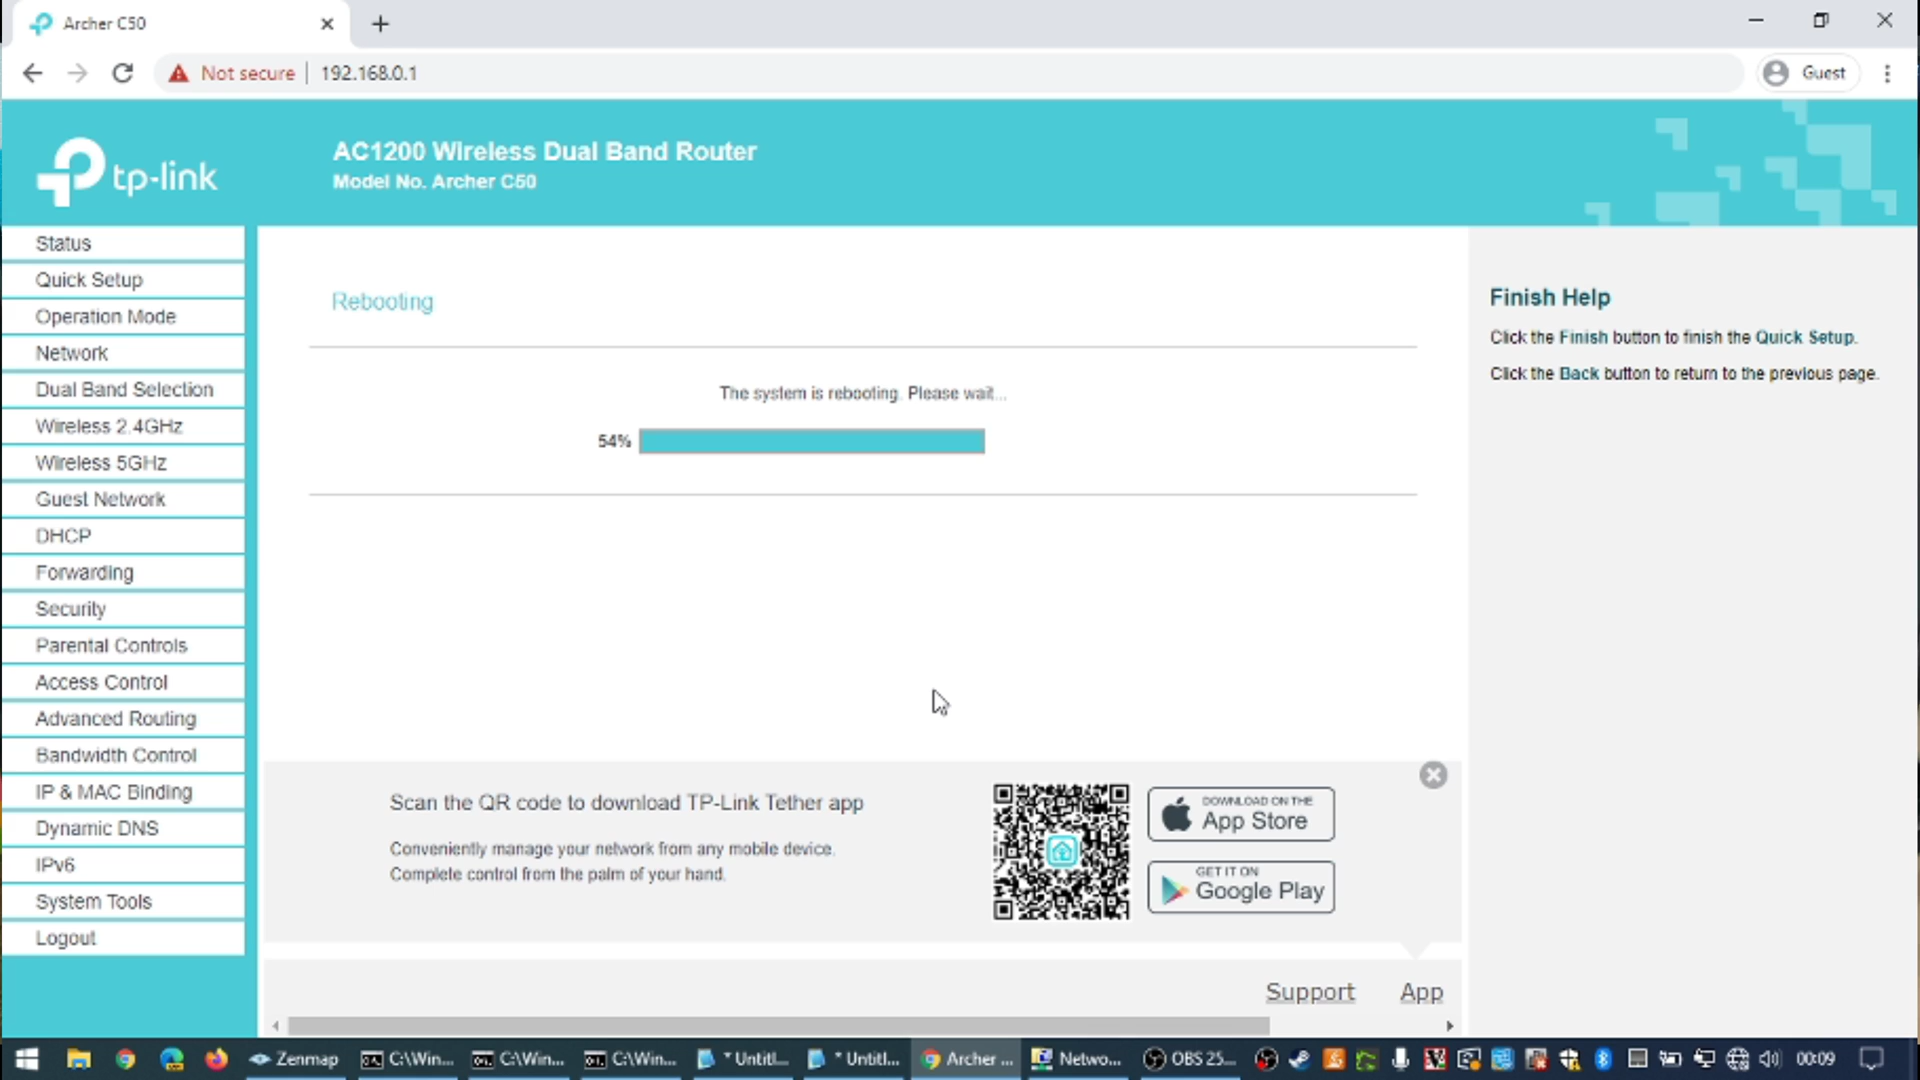 Archer C50
Not secure
192.168.0.1
Guest
tp-link
AC1200 Wireless Dual Band Router
Model No. Archer C50
Status
Quick Setup
Operation Mode
Network
Dual Band Selection
Wireless 2.4GHz
Wireless 5GHz
Guest Network
DHCP
Forwarding
Security
Parental Controls
Access Control
Advanced Routing
Bandwidth Control
IP & MAC Binding
Dynamic DNS
IPv6
System Tools
Logout
Rebooting
The system is rebooting. Please wait...
54%
Finish Help
Click the Finish button to finish the Quick Setup.
Click the Back button to return to the previous page.
Scan the QR code to download TP-Link Tether app
Conveniently manage your network from any mobile device.
Complete control from the palm of your hand.
DOWNLOAD ON THE
App Store
GET IT ON
Google Play
Support
App
Zenmap
C:\Win...
C:\Win...
C:\Win...
* Untitl...
* Untitl...
Archer ...
Netwo...
OBS 25...
00:09